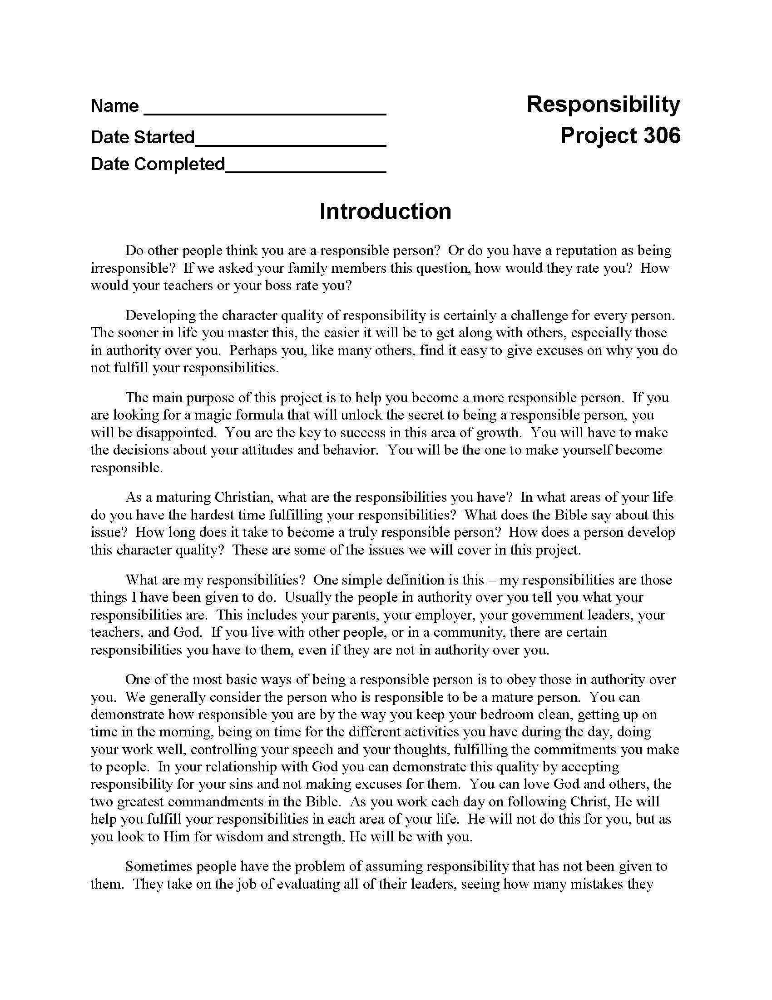 Name
Responsibility
Date Started
Project 306
Date Completed
Introduction
Do other people think you are a responsible person?  Or do you have a reputation as being
irresponsible?  If we asked your family members this question, how would they rate you?  How
would your teachers or your boss rate you?
Developing the character quality of responsibility is certainly a challenge for every person.
The sooner in life you master this, the easier it will be to get along with others, especially those
in authority over you.  Perhaps you, like many others, find it easy to give excuses on why you do
not fulfill your responsibilities.
The main purpose of this project is to help you become a more responsible person.  If you
are looking for a magic formula that will unlock the secret to being a responsible person, you
will be disappointed.  You are the key to success in this area of growth.  You will have to make
the decisions about your attitudes and behavior.  You will be the one to make yourself become
responsible.
As a maturing Christian, what are the responsibilities you have?  In what areas of your life
do you have the hardest time fulfilling your responsibilities?  What does the Bible say about this
issue?  How long does it take to become a truly responsible person?  How does a person develop
this character quality?  These are some of the issues we will cover in this project.
What are my responsibilities?  One simple definition is this – my responsibilities are those
things I have been given to do.  Usually the people in authority over you tell you what your
responsibilities are.  This includes your parents, your employer, your government leaders, your
teachers, and God.  If you live with other people, or in a community, there are certain
responsibilities you have to them, even if they are not in authority over you.
One of the most basic ways of being a responsible person is to obey those in authority over
you.  We generally consider the person who is responsible to be a mature person.  You can
demonstrate how responsible you are by the way you keep your bedroom clean, getting up on
time in the morning, being on time for the different activities you have during the day, doing
your work well, controlling your speech and your thoughts, fulfilling the commitments you make
to people.  In your relationship with God you can demonstrate this quality by accepting
responsibility for your sins and not making excuses for them.  You can love God and others, the
two greatest commandments in the Bible.  As you work each day on following Christ, He will
help you fulfill your responsibilities in each area of your life.  He will not do this for you, but as
you look to Him for wisdom and strength, He will be with you.
Sometimes people have the problem of assuming responsibility that has not been given to
them.  They take on the job of evaluating all of their leaders, seeing how many mistakes they